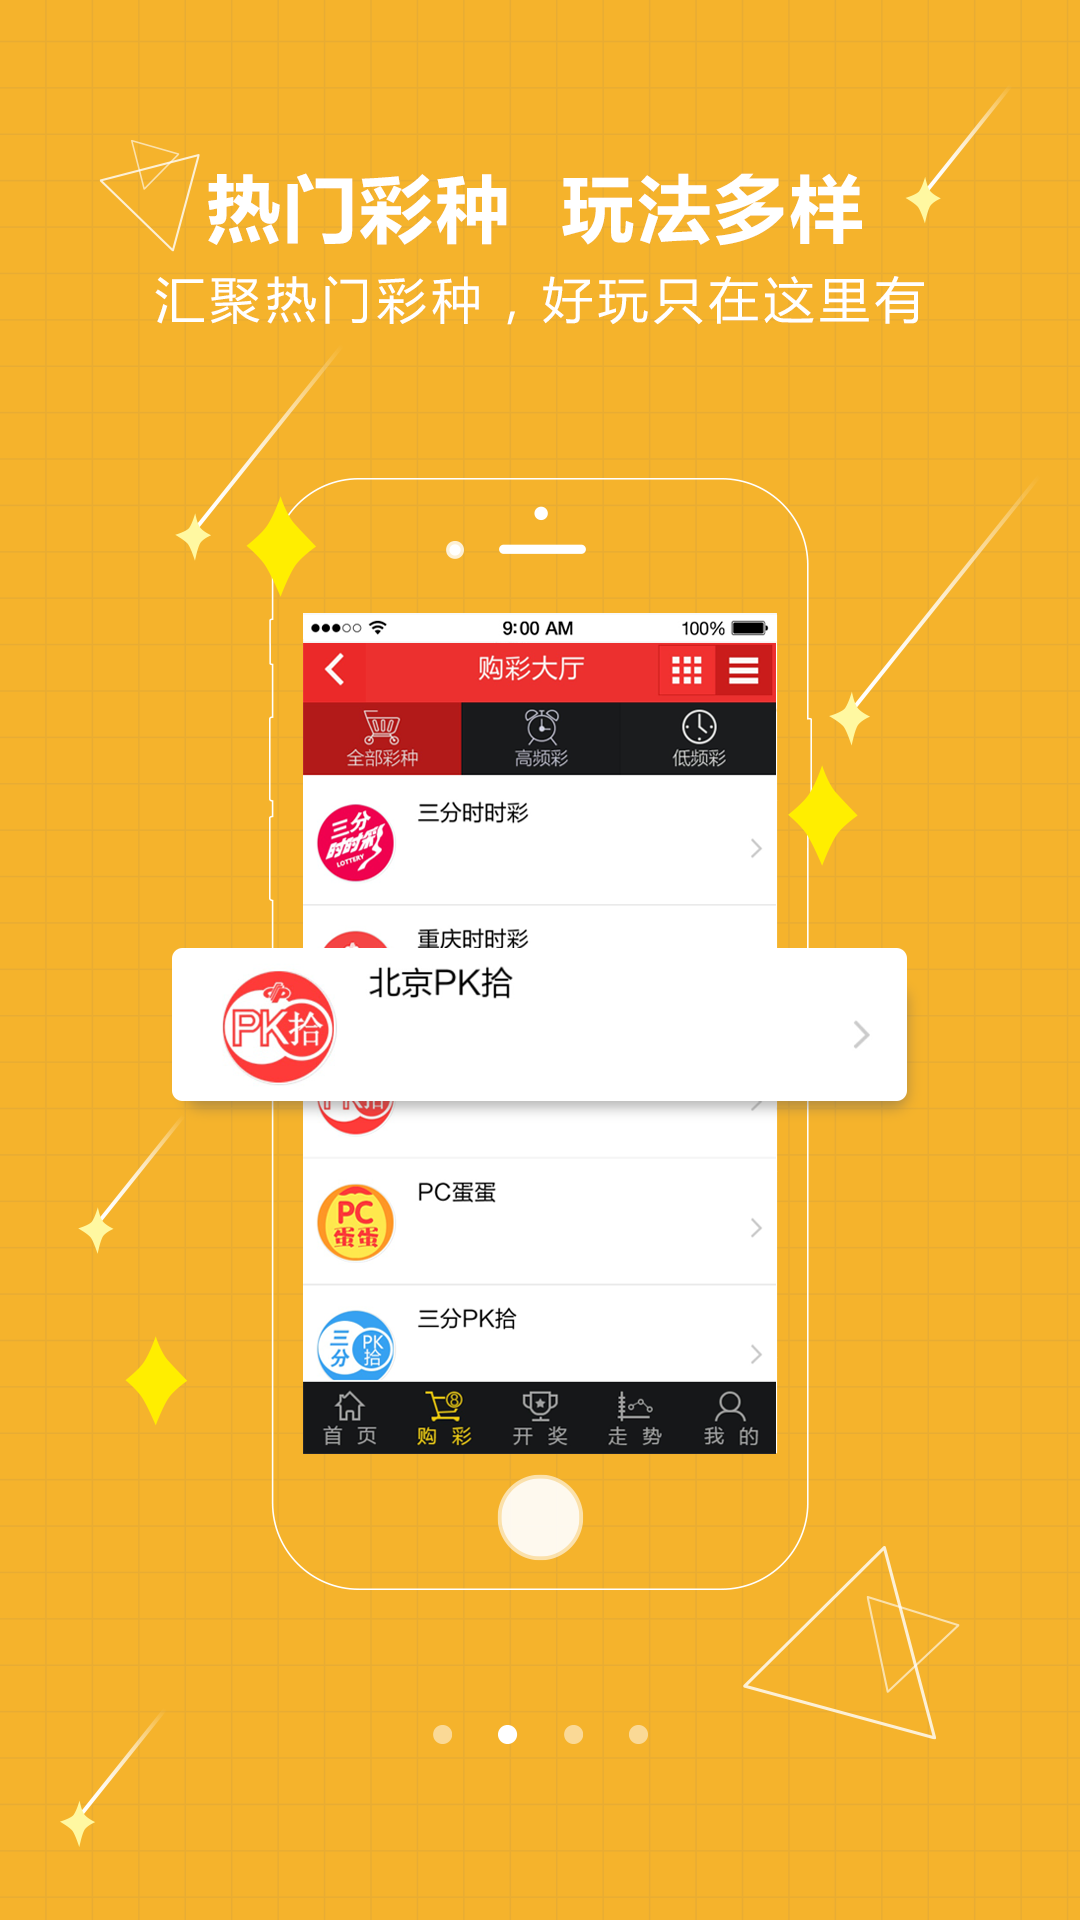 热门彩种 玩法多样
汇聚热门彩种，好玩只在这里有
9:00 AM
100%
购彩大厅
全部彩种
高频彩
低频彩
三分
时时彩
LOTTERY
三分时时彩
重庆时时彩
PK拾
北京PK拾
PK拾
PC
蛋蛋
PC蛋蛋
三分
PK
拾
三分PK拾
8
首页
购彩
开奖
走势
我的